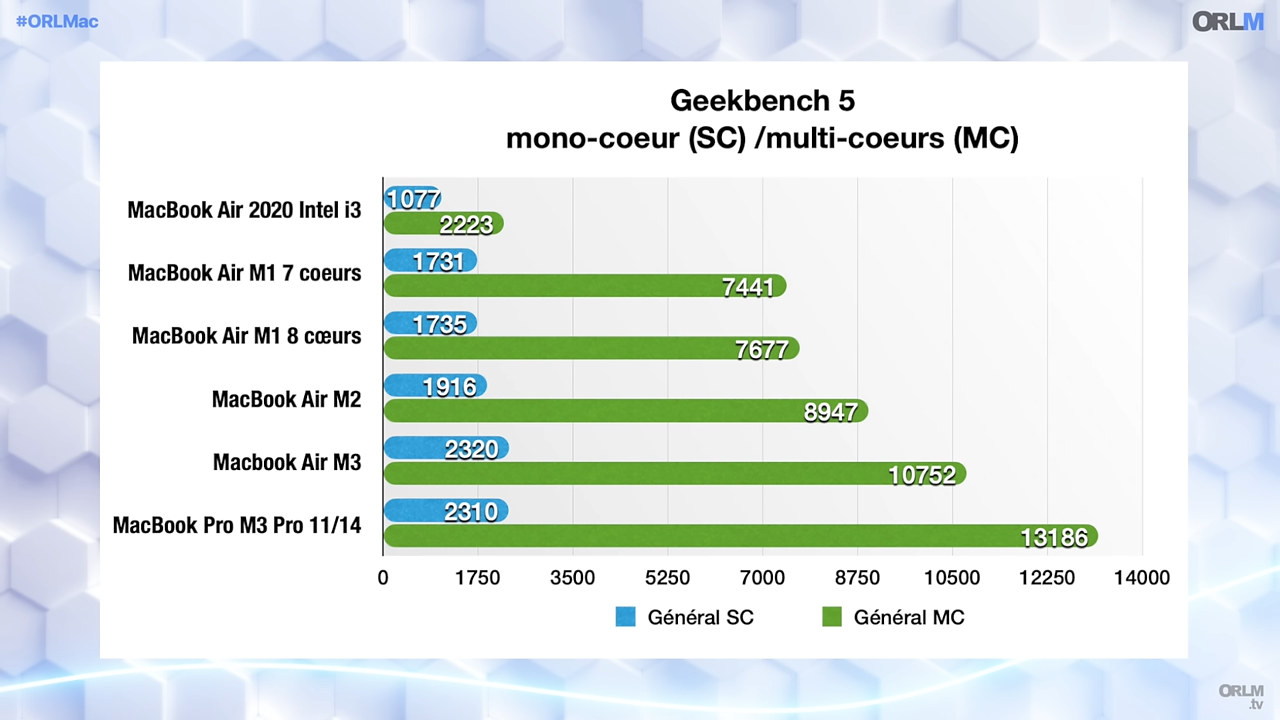 #ORLMac
ORLM
Geekbench 5
mono-coeur (SC) /multi-coeurs (MC)
MacBook Air 2020 Intel i3
1077
2223
MacBook Air M1 7 coeurs
1731
7441
MacBook Air M1 8 cœurs
1735
7677
MacBook Air M2
1916
8947
Macbook Air M3
2320
10752
MacBook Pro M3 Pro 11/14
2310
13186
0 1750 3500 5250 7000 8750 10500 12250 14000
Général SC Général MC
ORLM
.tv